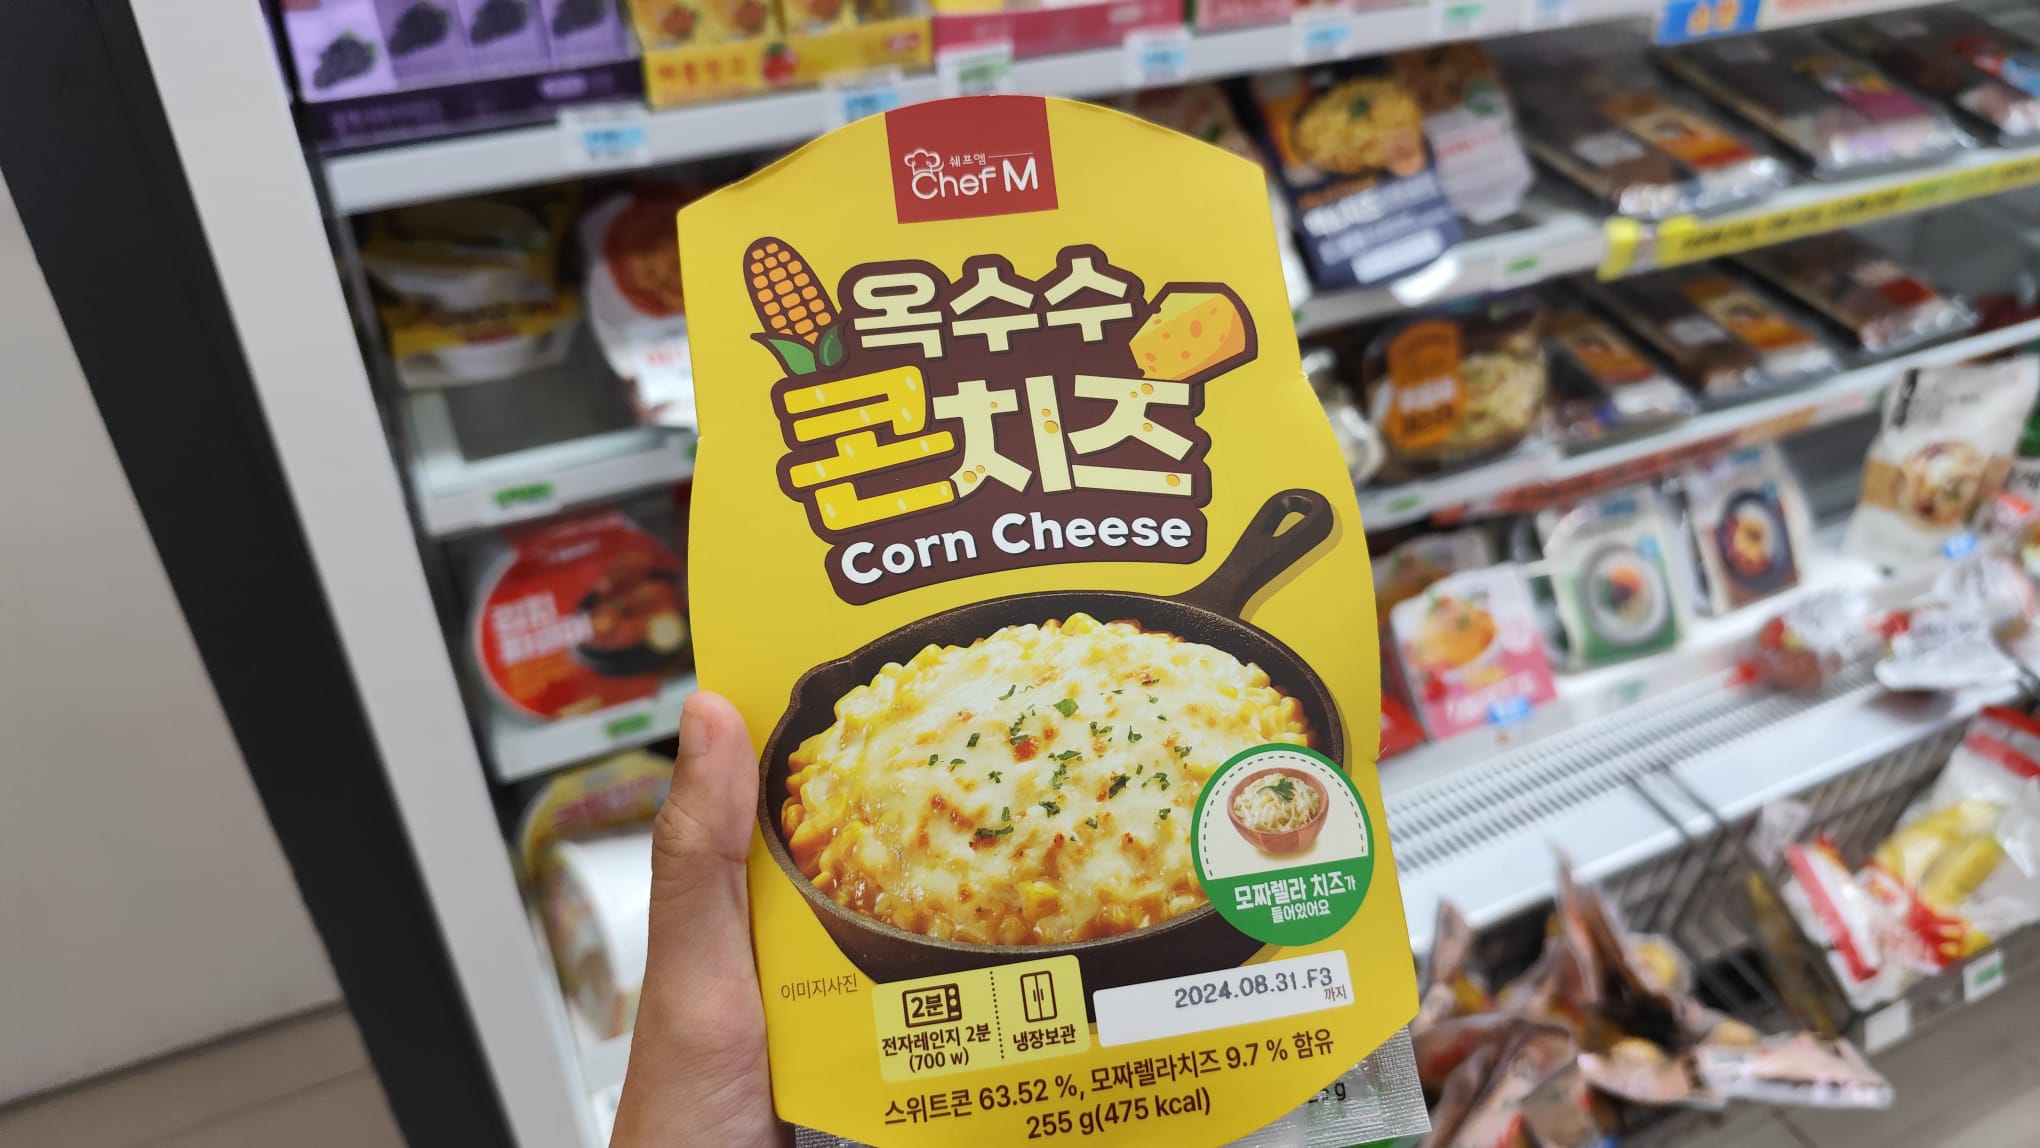 쉐프엠
Chef M
옥수수
콘치즈
Corn Cheese
모짜렐라 치즈가
들어있어요
이미지사진
2분
전자레인지 2분
(700 w)
냉장보관
2024.08.31.F3
까지
스위트콘 63.52 %, 모짜렐라치즈 9.7 % 함유
255 g(475 kcal)